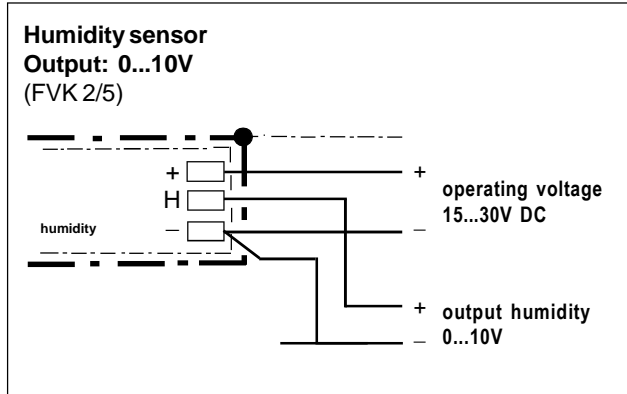 Humidity sensor
Output: 0...10V
(FVK 2/5)
+
+
H
operating voltage
15...30V DC
humidity
–
–
+
output humidity
0...10V
–